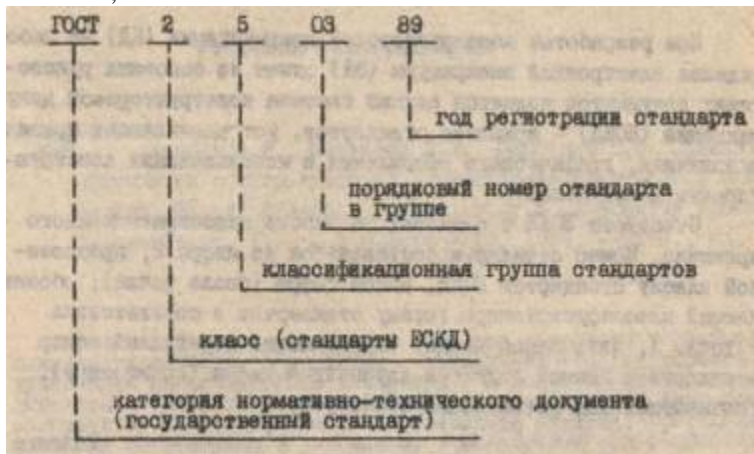 ГОСТ 2 5 03 89
год регистрации стандарта
порядковый номер стандарта
в группе
классификационная группа стандартов
класс (стандарты ЕСКД)
категория нормативно-технического документа
(государственный стандарт)